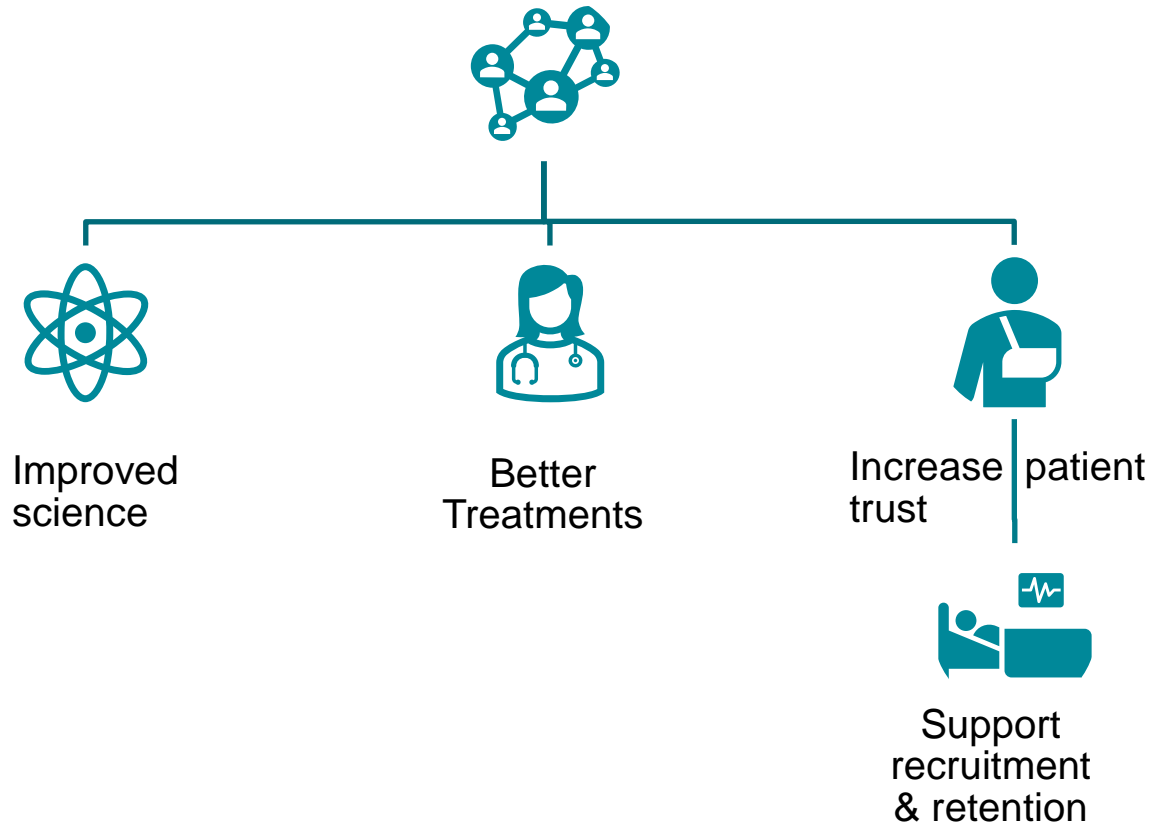 Improved
science
Better
Treatments
Increase patient
trust
Support
recruitment
& retention